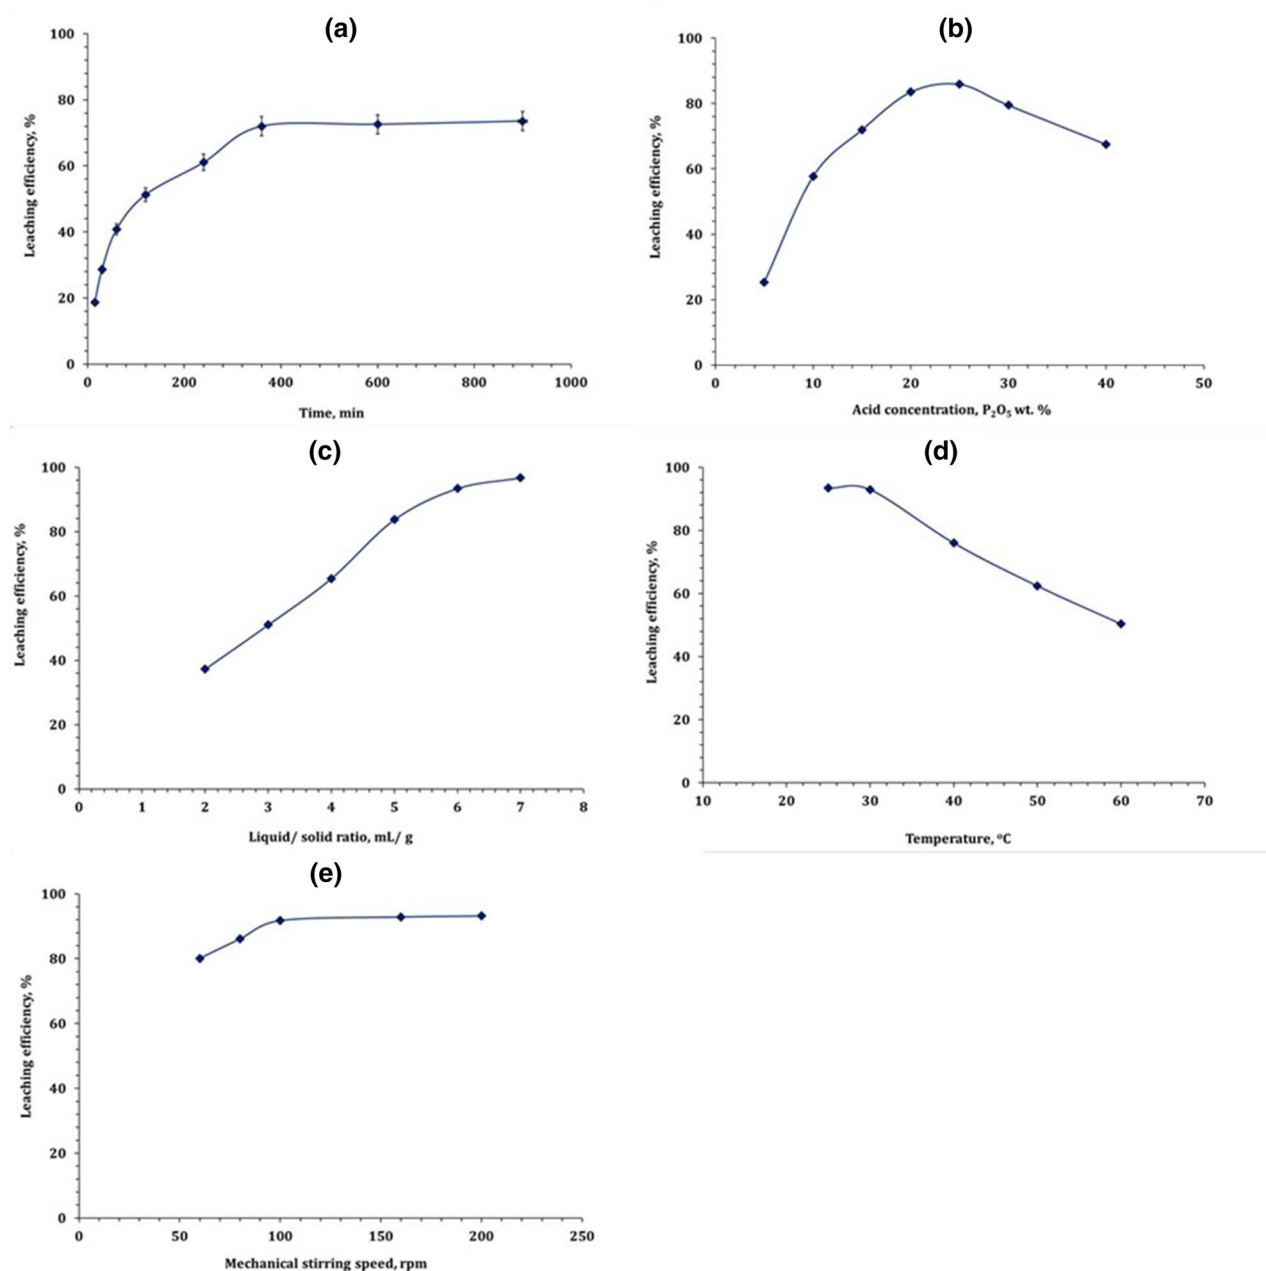 (a)
100
80
60
40
20
0
Leaching efficiency, %
0 200 400 600 800 1000
Time, min
(b)
100
80
60
40
20
0
Leaching efficiency, %
0 10 20 30 40 50
Acid concentration, P₂O₅ wt. %
(c)
100
80
60
40
20
0
Leaching efficiency, %
0 1 2 3 4 5 6 7 8
Liquid/ solid ratio, mL/ g
(d)
100
80
60
40
20
0
Leaching efficiency, %
10 20 30 40 50 60 70
Temperature, ºC
(e)
100
80
60
40
20
0
Leaching efficiency, %
0 50 100 150 200 250
Mechanical stirring speed, rpm